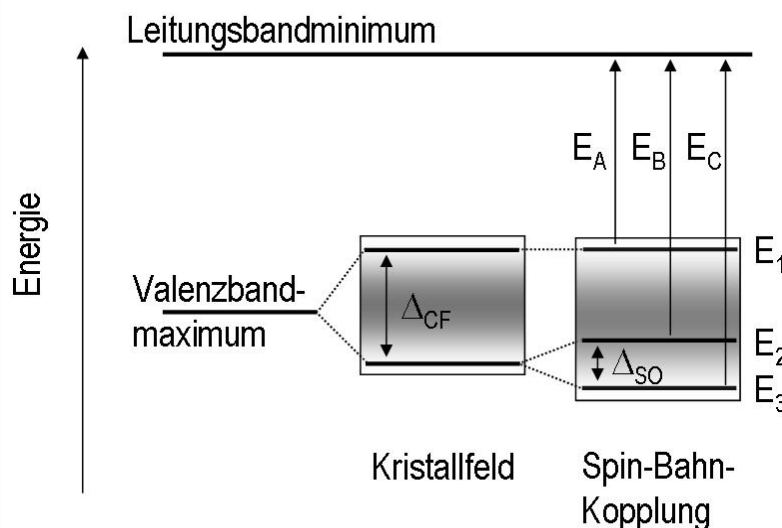 Leitungsbandminimum
E_A E_B E_C
Energie
E_1
Valenzband-
maximum
Δ_CF
E_2
Δ_SO
E_3
Kristallfeld
Spin-Bahn-
Kopplung